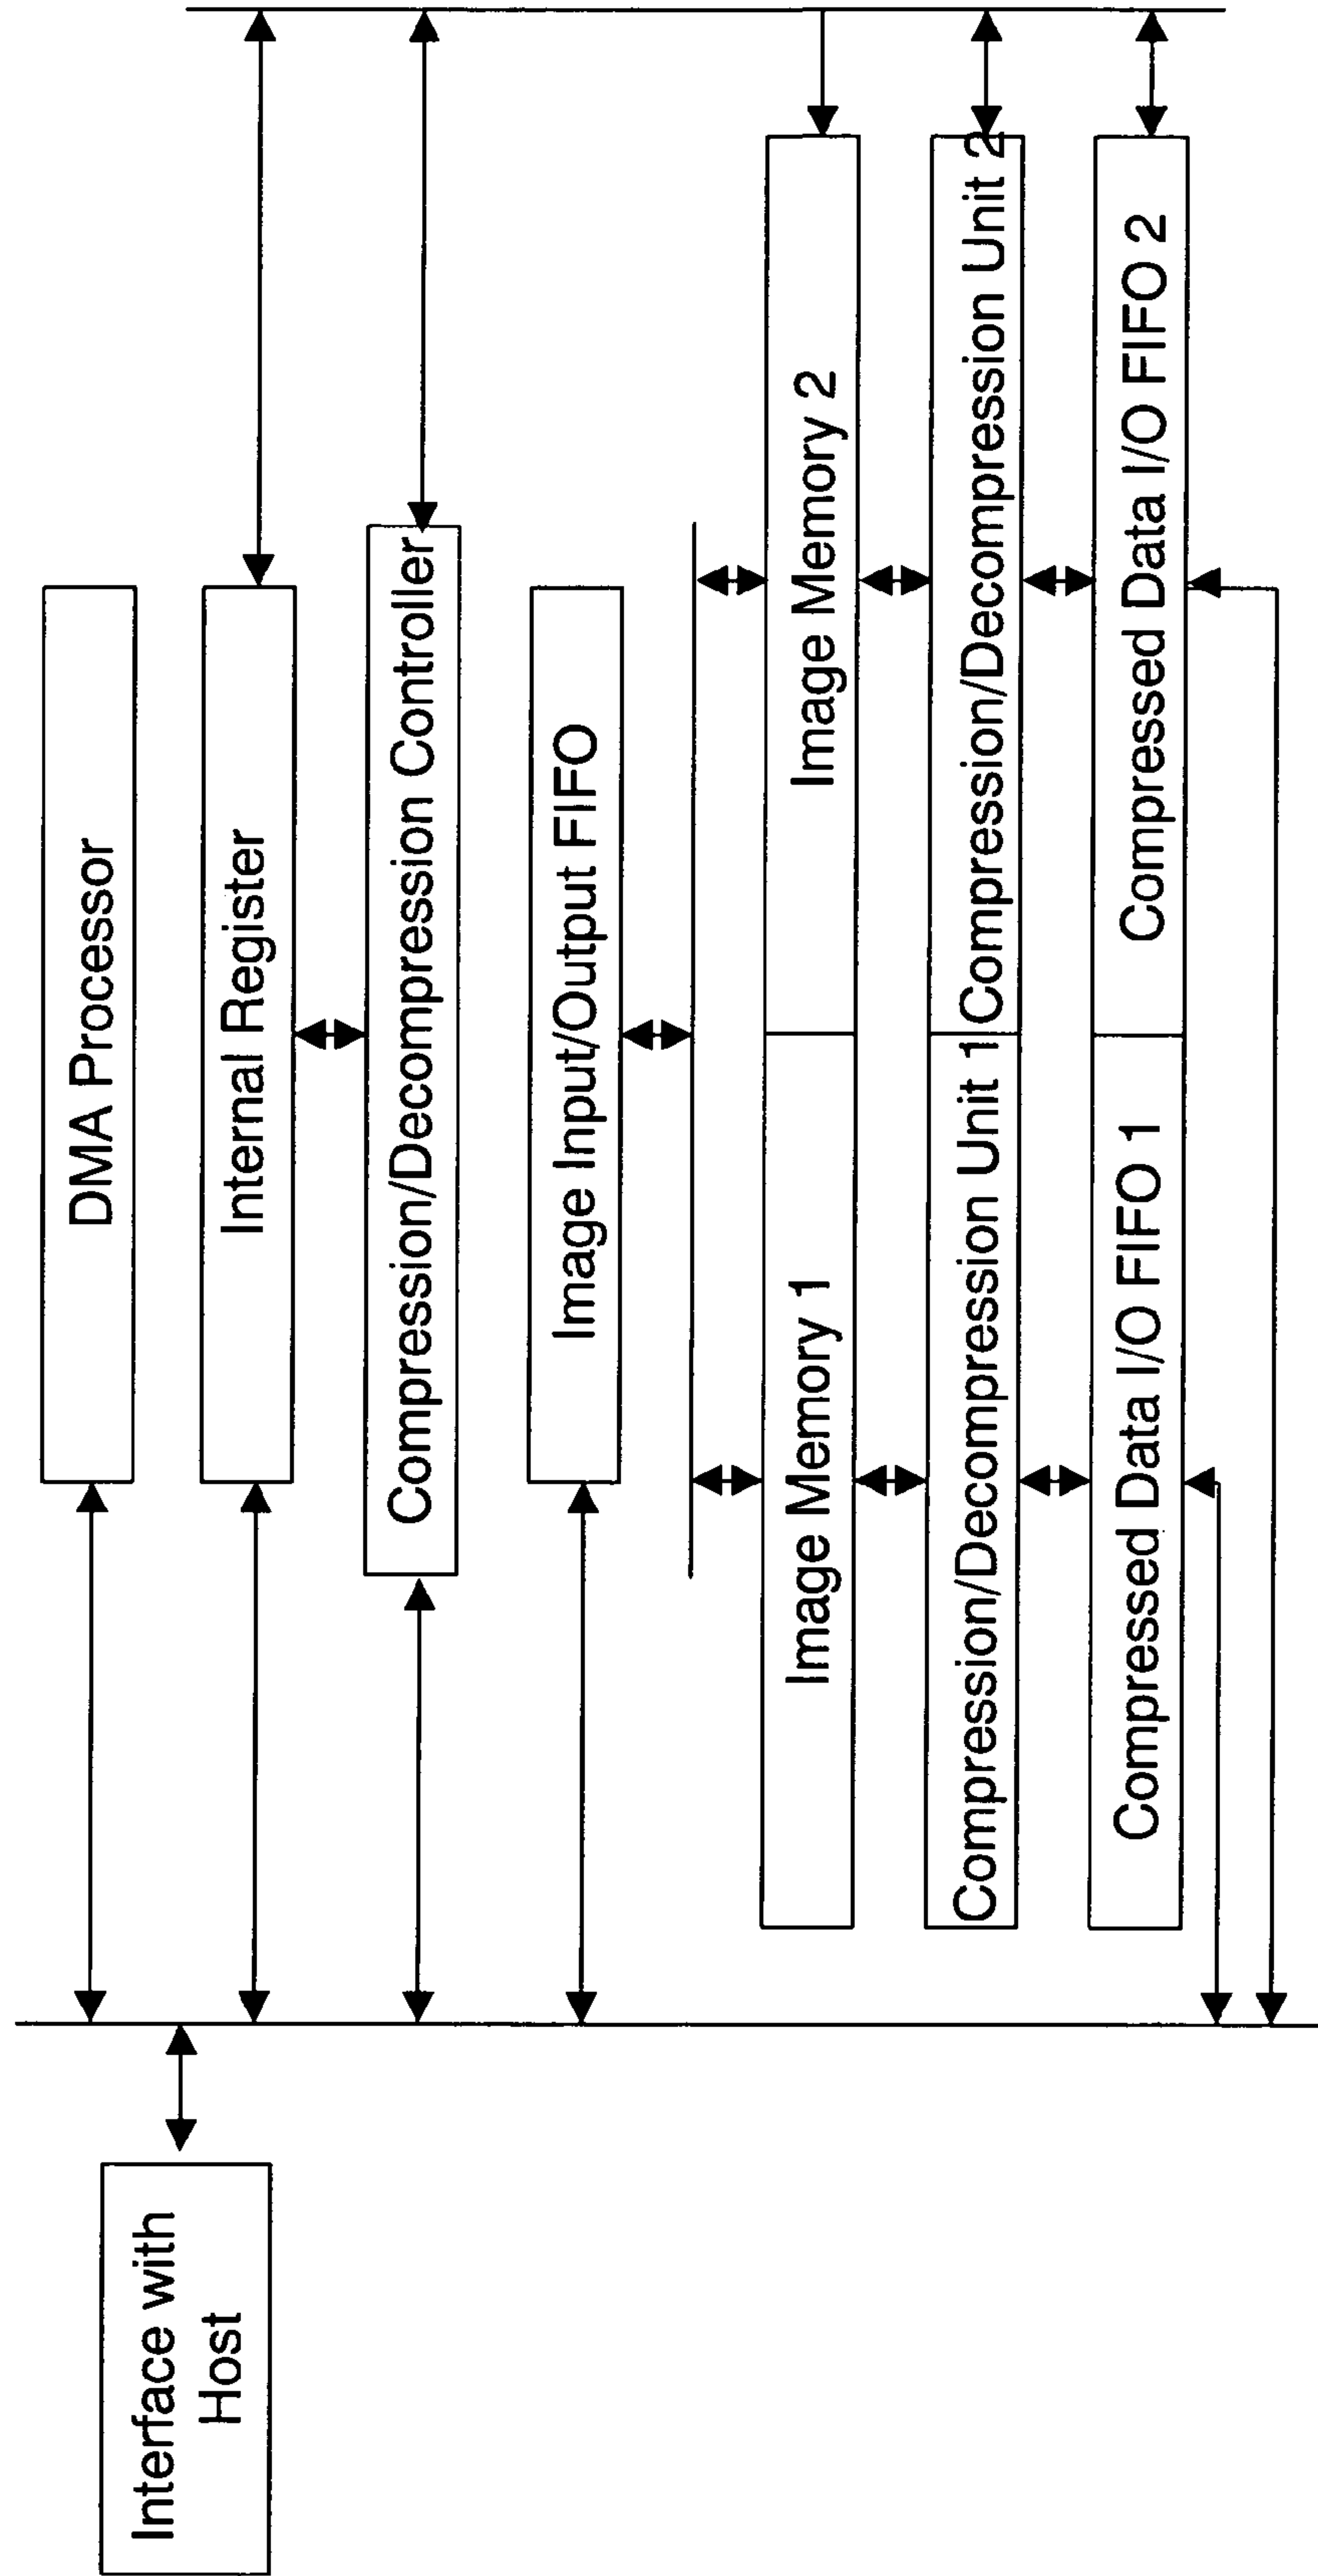 Interface with
Host
DMA Processor
Internal Register
Compression/Decompression Controller
Image Input/Output FIFO
Image Memory 1
Image Memory 2
Compression/Decompression Unit 1
Compression/Decompression Unit 2
Compressed Data I/O FIFO 1
Compressed Data I/O FIFO 2